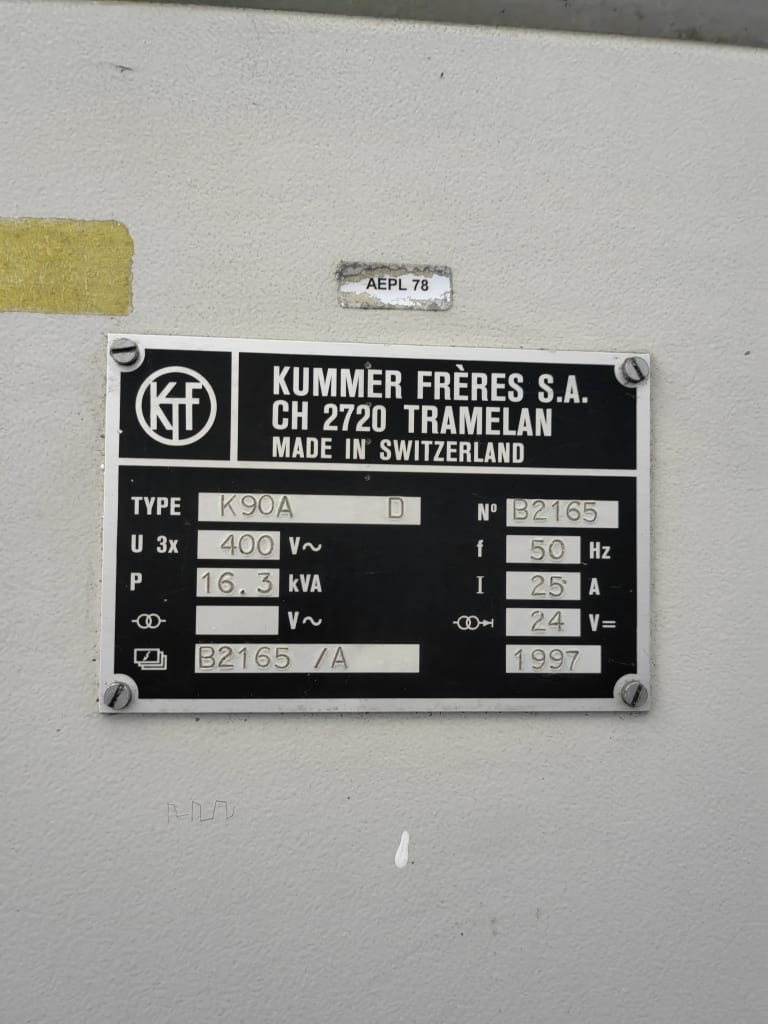 AEPL 78
KF
KUMMER FRÈRES S.A.
CH 2720 TRAMELAN
MADE IN SWITZERLAND
TYPE K90A D Nº B2165
U 3x 400 V~ f 50 Hz
P 16.3 kVA I 25 A
V~ 24 V=
B2165 /A 1997